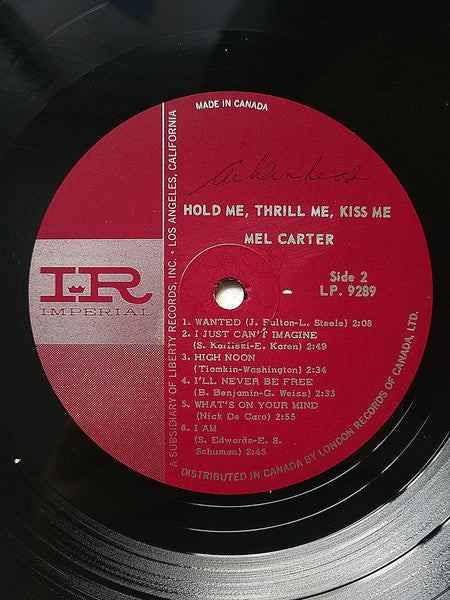 MADE IN CANADA
HOLD ME, THRILL ME, KISS ME
MEL CARTER
IR
IMPERIAL
Side 2
LP. 9289
1. WANTED (J. Fulton-L. Steele) 2:08
2. I JUST CAN'T IMAGINE
(S. Karliski-E. Karen) 2:49
3. HIGH NOON
(Tiomkin-Washington) 2:34
4. I'LL NEVER BE FREE
(B. Benjamin-G. Weiss) 2:33
5. WHAT'S ON YOUR MIND
(Nick De Caro) 2:55
6. I AM
(S. Edwards-E. S.
Schuman) 2:45
A SUBSIDIARY OF LIBERTY RECORDS, INC. • LOS ANGELES, CALIFORNIA
DISTRIBUTED IN CANADA BY LONDON RECORDS OF CANADA, LTD.